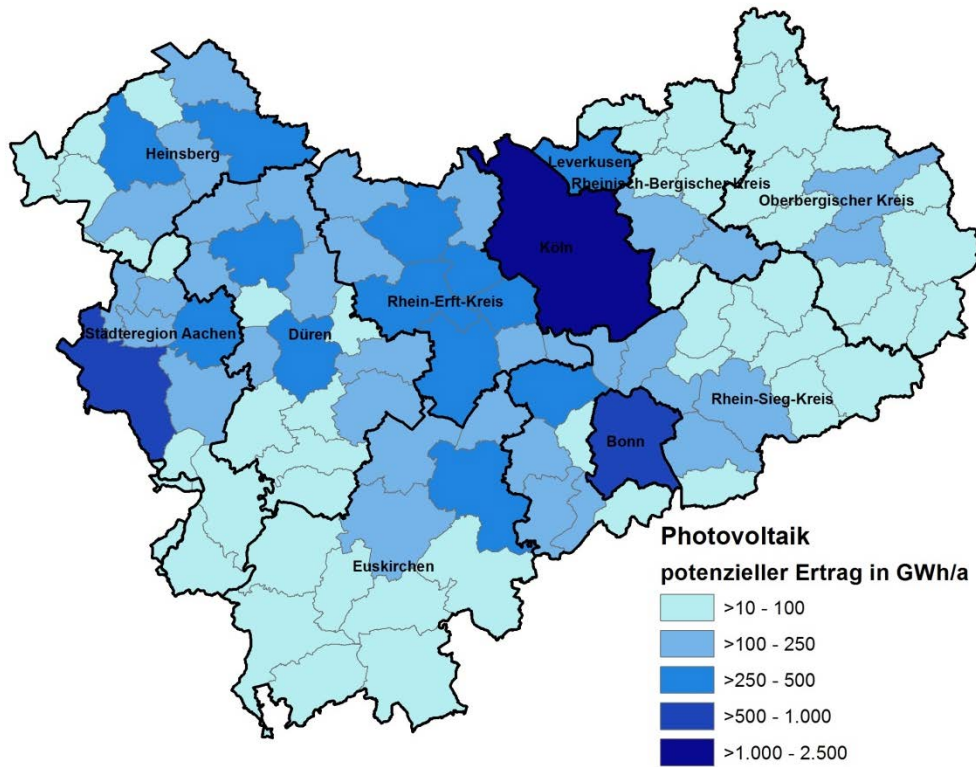 Heinsberg
Leverkusen
Rheinisch-Bergischer Kreis
Oberbergischer Kreis
Köln
Rhein-Erft-Kreis
Städteregion Aachen
Düren
Rhein-Sieg-Kreis
Bonn
Euskirchen
Photovoltaik
potenzieller Ertrag in GWh/a
>10 - 100
>100 - 250
>250 - 500
>500 - 1.000
>1.000 - 2.500